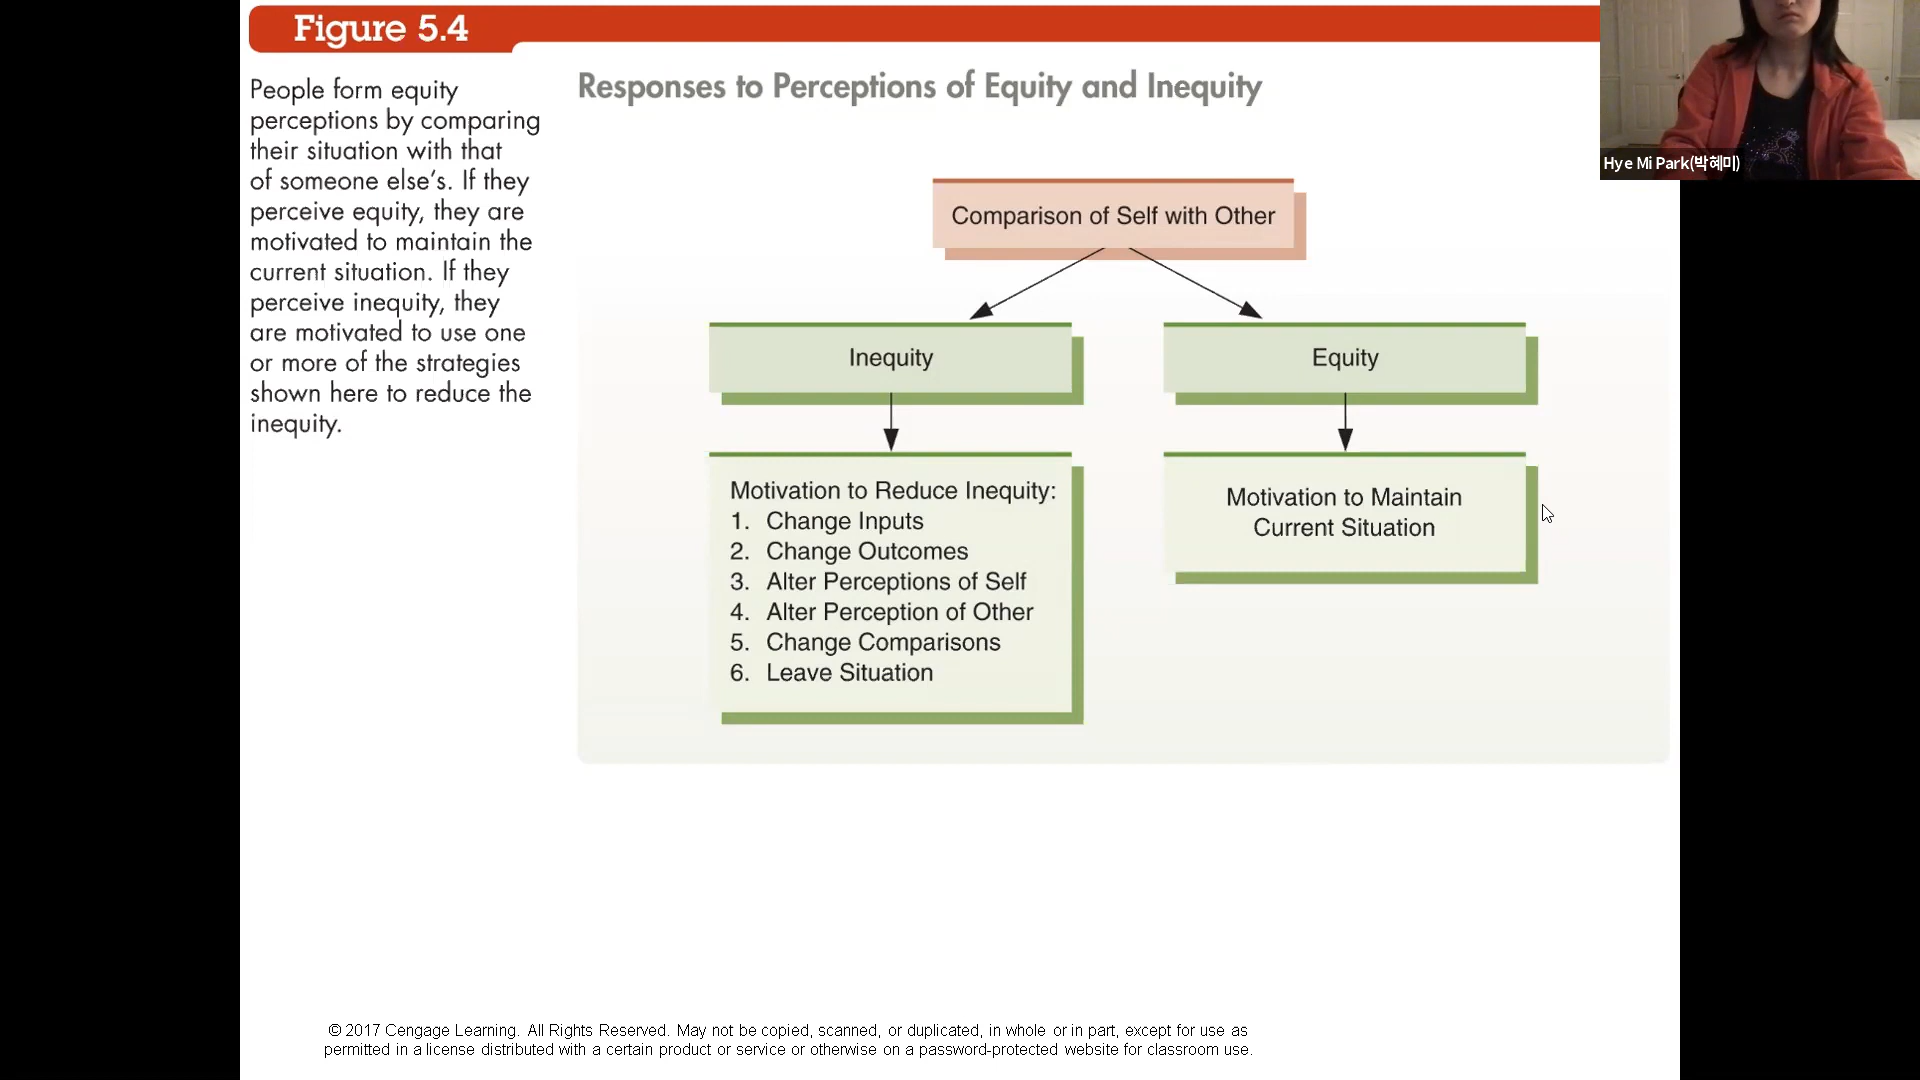 Figure 5.4
People form equity
perceptions by comparing
their situation with that
of someone else's. If they
perceive equity, they are
motivated to maintain the
current situation. If they
perceive inequity, they
are motivated to use one
or more of the strategies
shown here to reduce the
inequity.
Responses to Perceptions of Equity and Inequity
Comparison of Self with Other
Inequity
Equity
Motivation to Reduce Inequity:
1. Change Inputs
2. Change Outcomes
3. Alter Perceptions of Self
4. Alter Perception of Other
5. Change Comparisons
6. Leave Situation
Motivation to Maintain
Current Situation
Hye Mi Park(박혜미)
© 2017 Cengage Learning. All Rights Reserved. May not be copied, scanned, or duplicated, in whole or in part, except for use as
permitted in a license distributed with a certain product or service or otherwise on a password-protected website for classroom use.